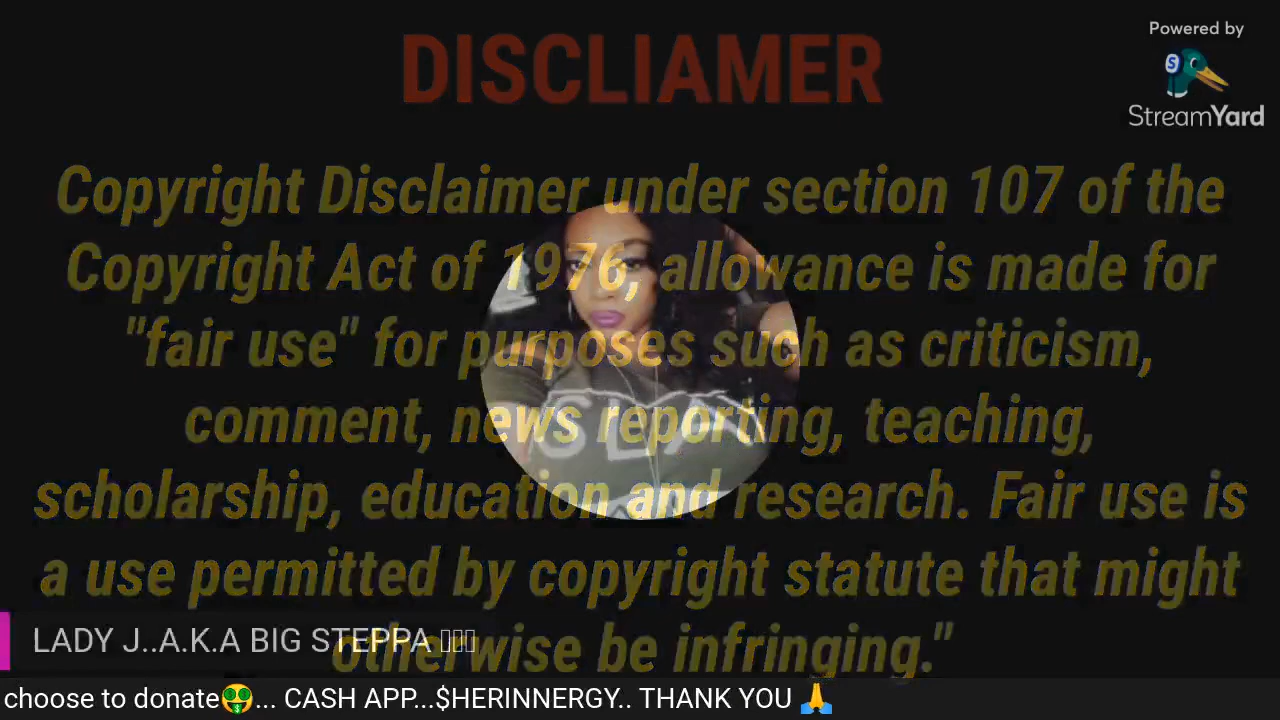 DISCLIAMER
Powered by
StreamYard
Copyright Disclaimer under section 107 of the
Copyright Act of 1976, allowance is made for
"fair use" for purposes such as criticism,
comment, news reporting, teaching,
scholarship, education and research. Fair use is
a use permitted by copyright statute that might
otherwise be infringing."
LADY J..A.K.A BIG STEPPA
choose to donate🤑... CASH APP...$HERINNERGY.. THANK YOU 🙏